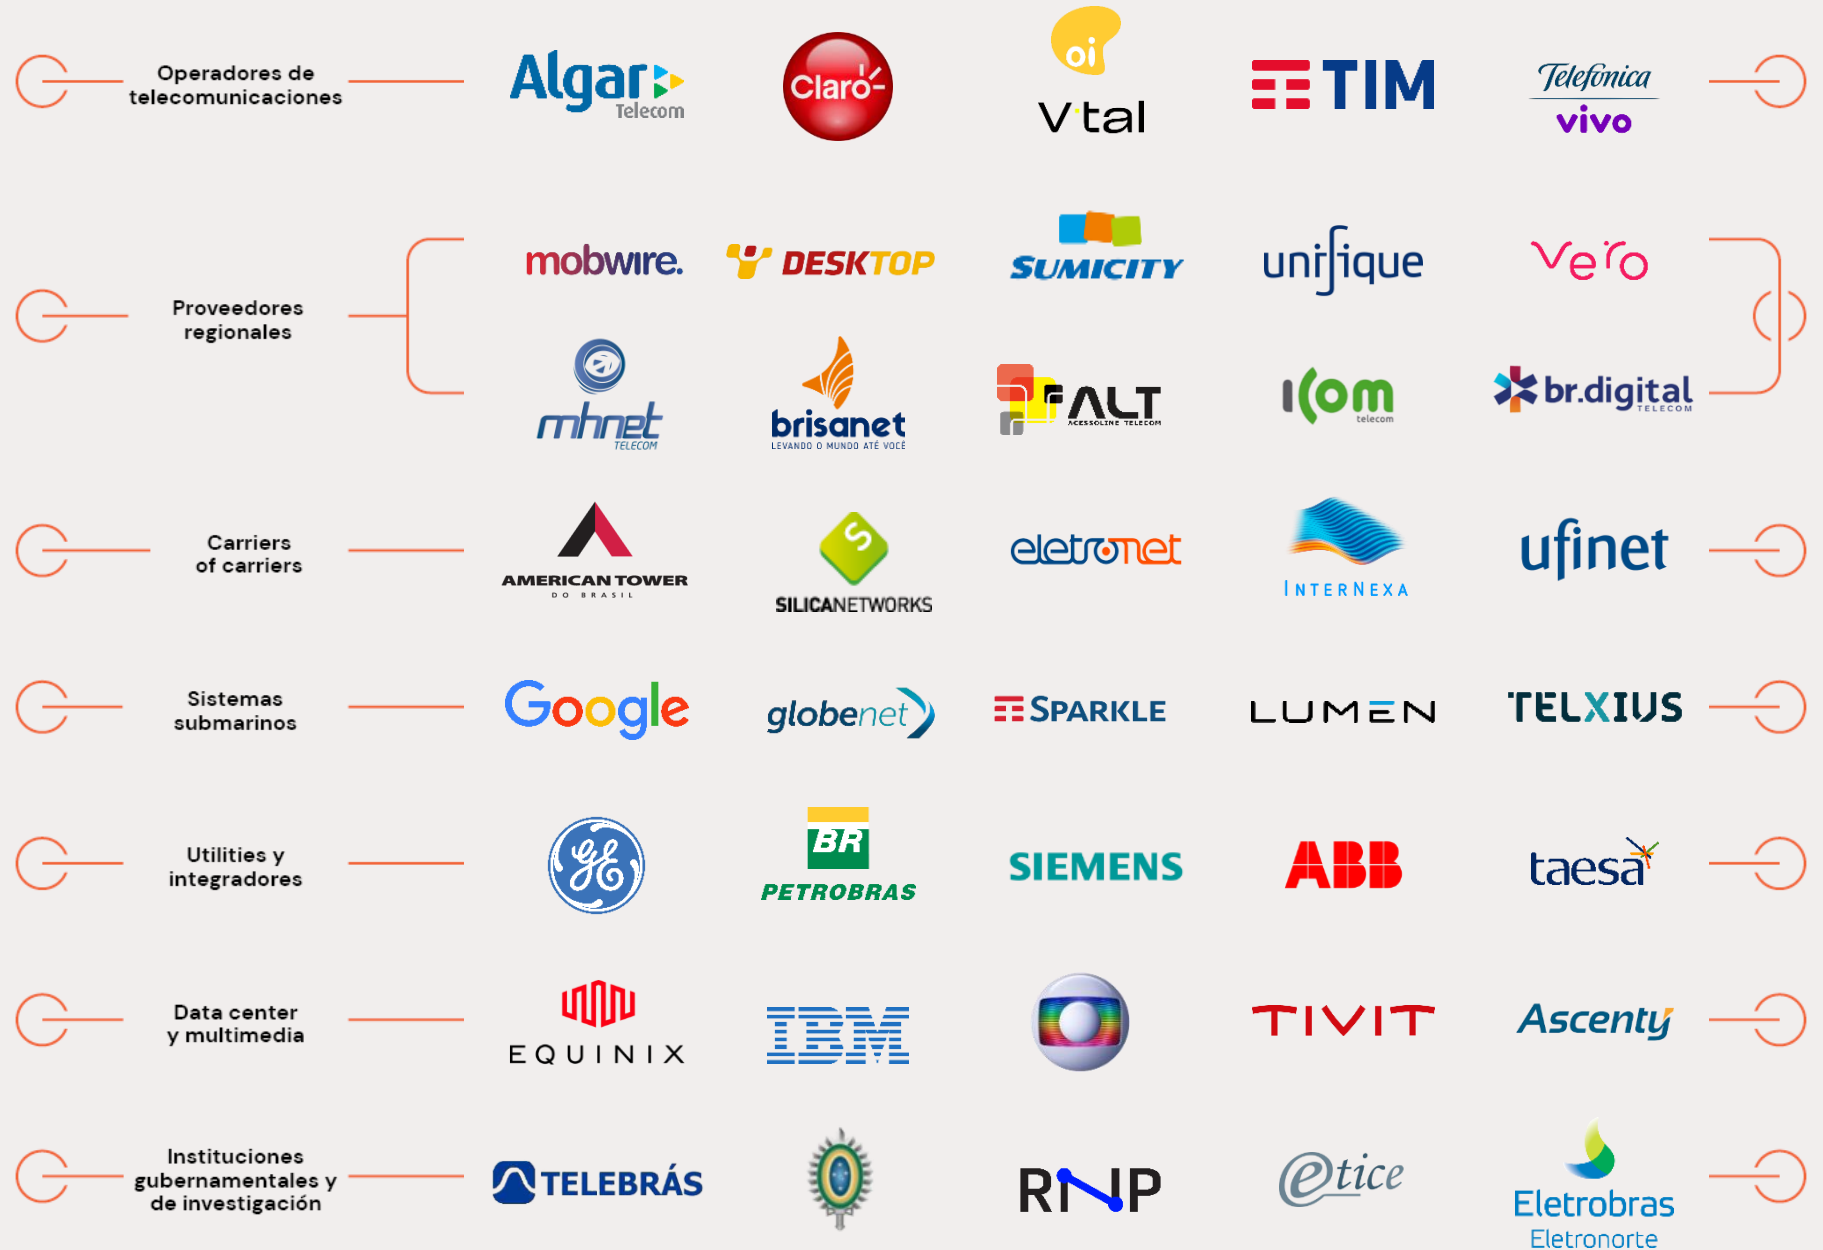 Operadores de
telecomunicaciones
Algar
Telecom
Claro
oi
V.tal
TIM
Telefónica
vivo
Proveedores
regionales
mobwire.
DESKTOP
SUMICITY
unifique
vero
mhnet
TELECOM
brisanet
LEVANDO O MUNDO ATÉ VOCÊ
ALT
ACESSOLINE TELECOM
icom
telecom
br.digital
TELECOM
Carriers
of carriers
AMERICAN TOWER
DO BRASIL
S
SILICANETWORKS
eletronet
INTERNEXA
ufinet
Sistemas
submarinos
Google
globenet
SPARKLE
LUMEN
TELXIUS
Utilities y
integradores
GE
BR
PETROBRAS
SIEMENS
ABB
taesa
Data center
y multimedia
EQUINIX
IBM
TIVIT
Ascenty
Instituciones
gubernamentales y
de investigación
TELEBRÁS
RNP
etice
Eletrobras
Eletronorte